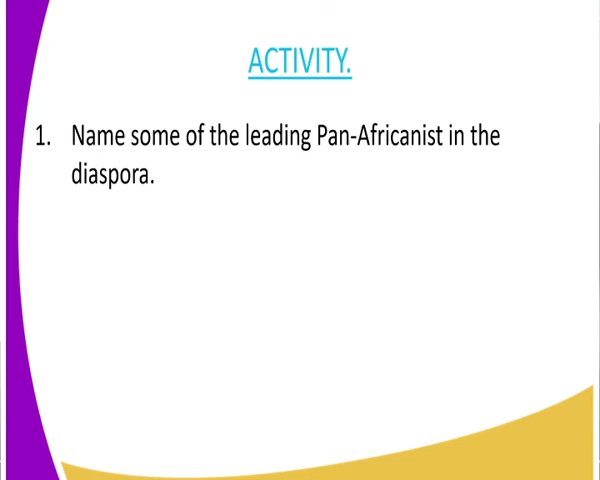 ACTIVITY.
1. Name some of the leading Pan-Africanist in the
diaspora.